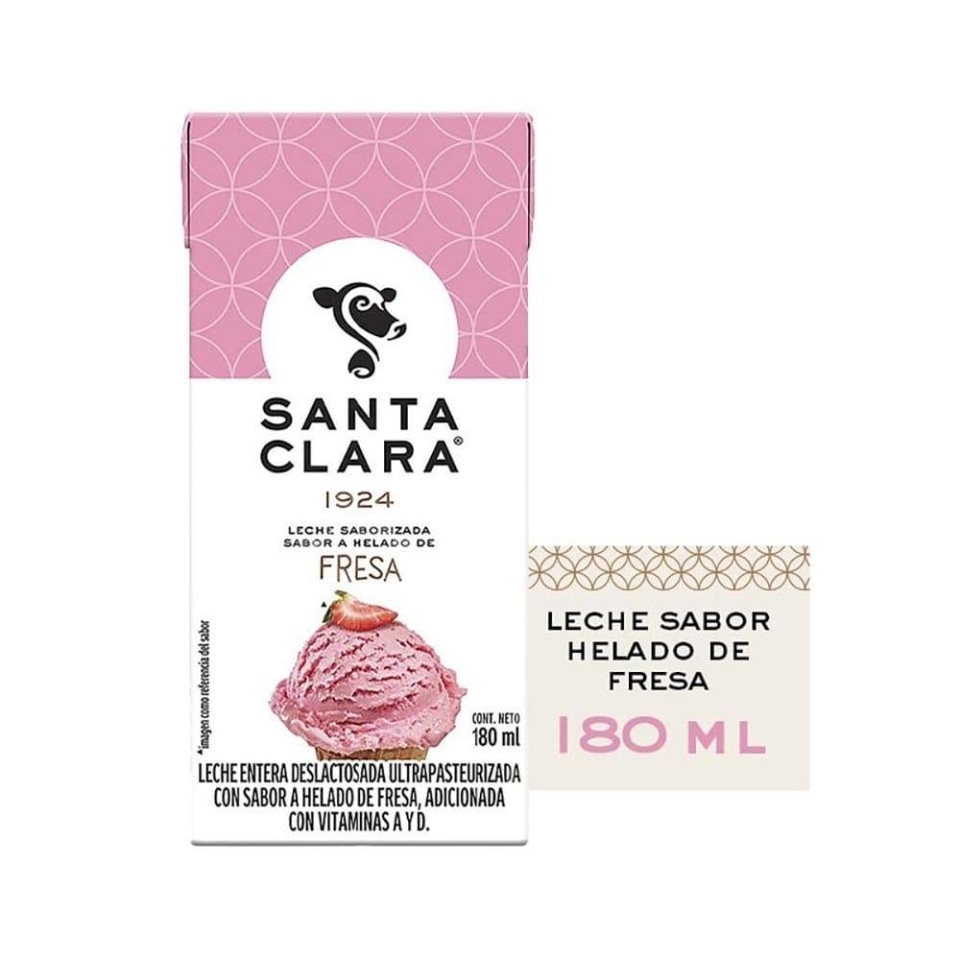 SANTA
CLARA®
1924
LECHE SABORIZADA
SABOR A HELADO DE
FRESA
*imagen como referencia del sabor
CONT. NETO
180 ml
LECHE ENTERA DESLACTOSADA ULTRAPASTEURIZADA
CON SABOR A HELADO DE FRESA, ADICIONADA
CON VITAMINAS A Y D.
LECHE SABOR
HELADO DE
FRESA
180 ML